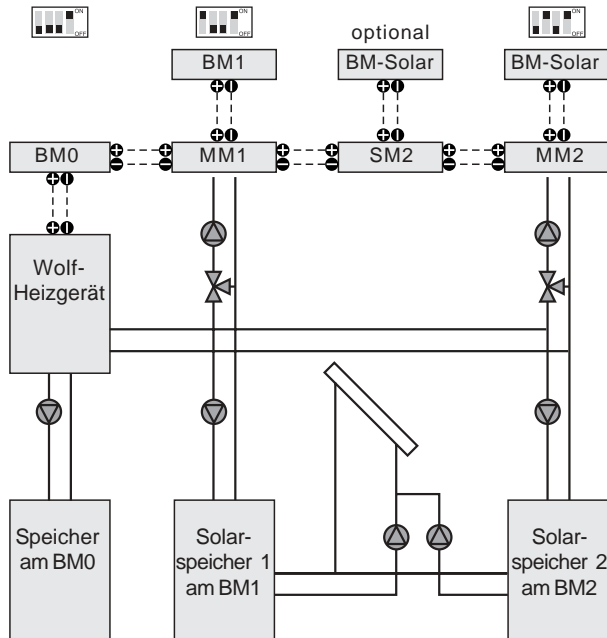 ON
OFF
ON
OFF
ON
OFF
optional
BM1
BM-Solar
BM-Solar
BM0
MM1
SM2
MM2
Wolf-
Heizgerät
Speicher
am BM0
Solar-
speicher 1
am BM1
Solar-
speicher 2
am BM2